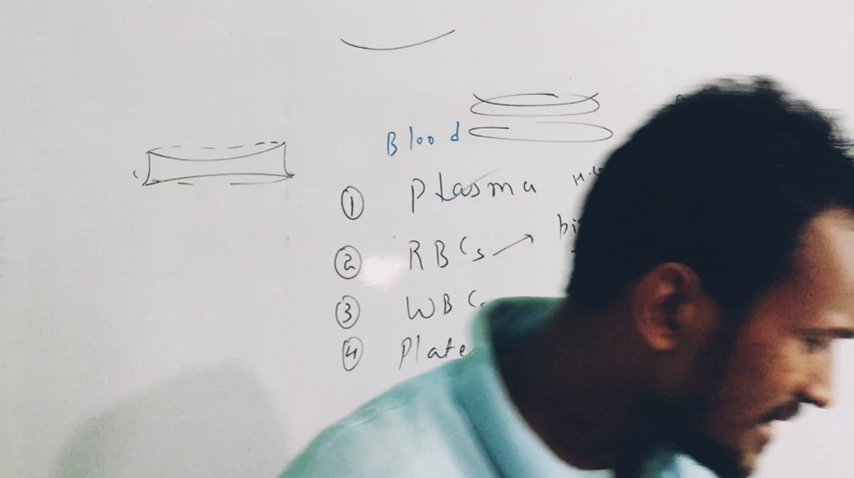 Blood
① Plasma
② RBCs →
③ WBCs
④ Plate